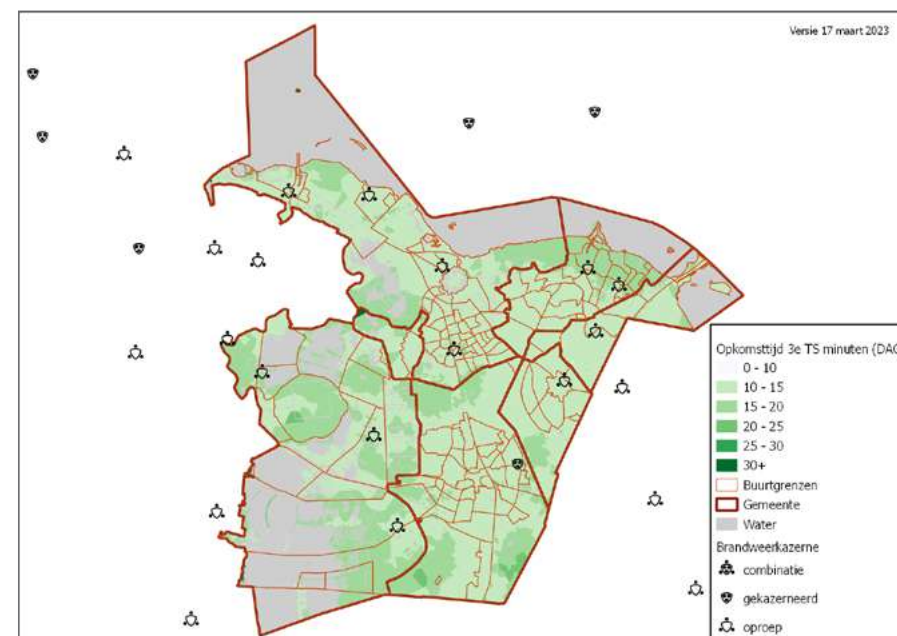 Versie 17 maart 2023
Opkomsttijd 3e TS minuten (DAG
0 - 10
10 - 15
15 - 20
20 - 25
25 - 30
30+
Buurtgrenzen
Gemeente
Water
Brandweerkazerne
combinatie
gekazerneerd
oproep